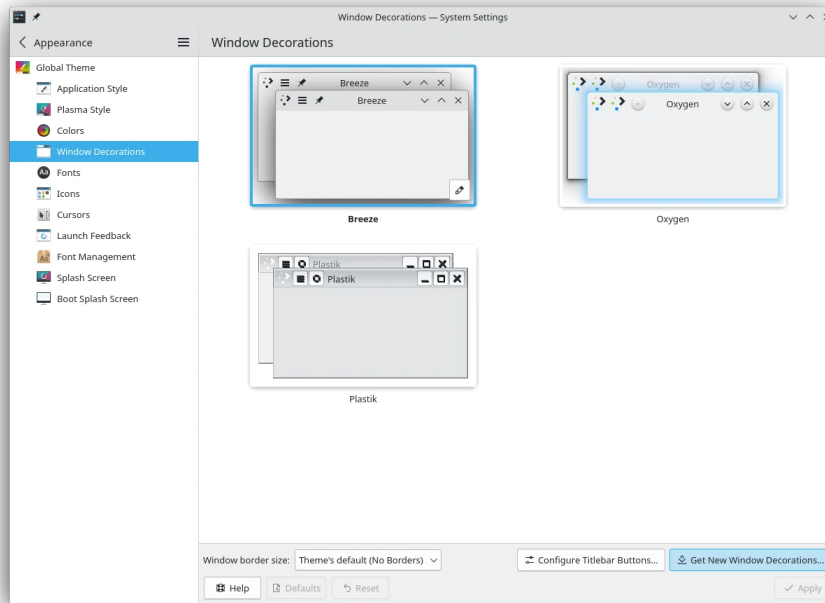 Window Decorations — System Settings
Appearance
Window Decorations
Global Theme
Application Style
Plasma Style
Colors
Window Decorations
Fonts
Icons
Cursors
Launch Feedback
Font Management
Splash Screen
Boot Splash Screen
Breeze
Breeze
Breeze
Oxygen
Oxygen
Oxygen
Plastik
Plastik
Plastik
Window border size: Theme's default (No Borders)
Configure Titlebar Buttons...
Get New Window Decorations...
Help
Defaults
Reset
Apply